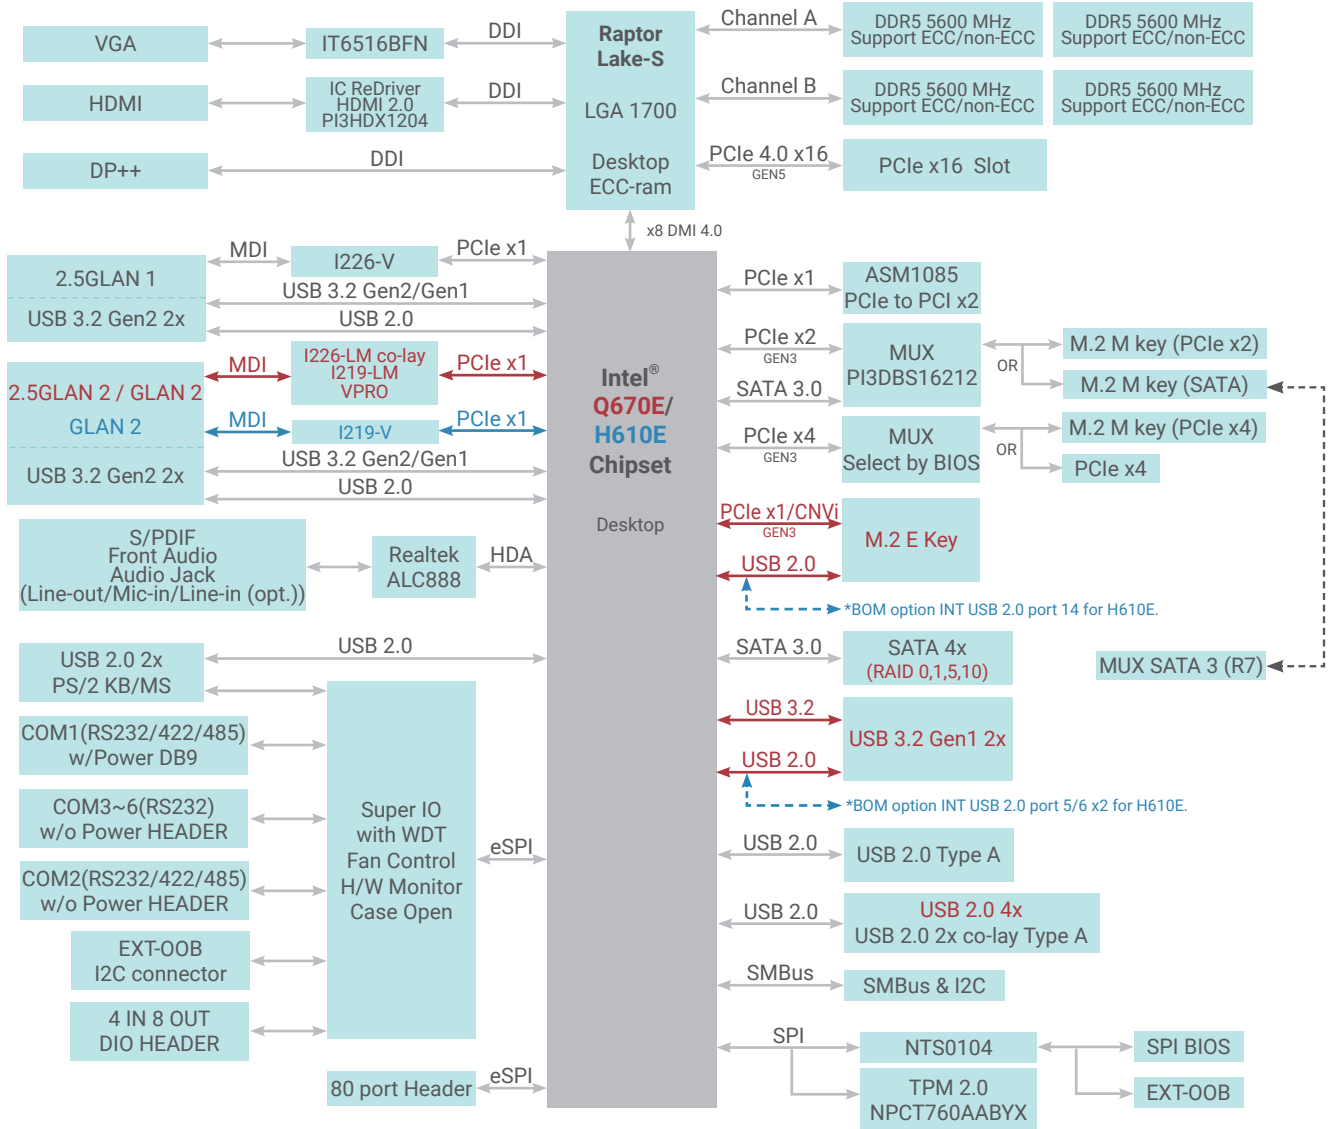 VGA
IT6516BFN
DDI
HDMI
IC ReDriver
HDMI 2.0
PI3HDX1204
DDI
DP++
DDI
Raptor
Lake-S
LGA 1700
Desktop
ECC-ram
Channel A
DDR5 5600 MHz
Support ECC/non-ECC
DDR5 5600 MHz
Support ECC/non-ECC
Channel B
DDR5 5600 MHz
Support ECC/non-ECC
DDR5 5600 MHz
Support ECC/non-ECC
PCIe 4.0 x16
GEN5
PCIe x16 Slot
x8 DMI 4.0
2.5GLAN 1
USB 3.2 Gen2 2x
MDI
I226-V
PCIe x1
USB 3.2 Gen2/Gen1
USB 2.0
2.5GLAN 2 / GLAN 2
GLAN 2
USB 3.2 Gen2 2x
MDI
I226-LM co-lay
I219-LM
VPRO
PCIe x1
MDI
I219-V
PCIe x1
USB 3.2 Gen2/Gen1
USB 2.0
S/PDIF
Front Audio
Audio Jack
(Line-out/Mic-in/Line-in (opt.))
Realtek
ALC888
HDA
USB 2.0 2x
PS/2 KB/MS
USB 2.0
COM1(RS232/422/485)
w/Power DB9
COM3~6(RS232)
w/o Power HEADER
COM2(RS232/422/485)
w/o Power HEADER
EXT-OOB
I2C connector
4 IN 8 OUT
DIO HEADER
Super IO
with WDT
Fan Control
H/W Monitor
Case Open
eSPI
80 port Header
eSPI
Intel®
Q670E/
H610E
Chipset
Desktop
PCIe x1
ASM1085
PCIe to PCI x2
PCIe x2
GEN3
SATA 3.0
MUX
PI3DBS16212
OR
M.2 M key (PCIe x2)
M.2 M key (SATA)
PCIe x4
GEN3
MUX
Select by BIOS
OR
M.2 M key (PCIe x4)
PCIe x4
PCIe x1/CNVi
GEN3
USB 2.0
M.2 E Key
*BOM option INT USB 2.0 port 14 for H610E.
SATA 3.0
SATA 4x
(RAID 0,1,5,10)
MUX SATA 3 (R7)
USB 3.2
USB 2.0
USB 3.2 Gen1 2x
*BOM option INT USB 2.0 port 5/6 x2 for H610E.
USB 2.0
USB 2.0 Type A
USB 2.0
USB 2.0 4x
USB 2.0 2x co-lay Type A
SMBus
SMBus & I2C
SPI
NTS0104
SPI BIOS
EXT-OOB
TPM 2.0
NPCT760AABYX